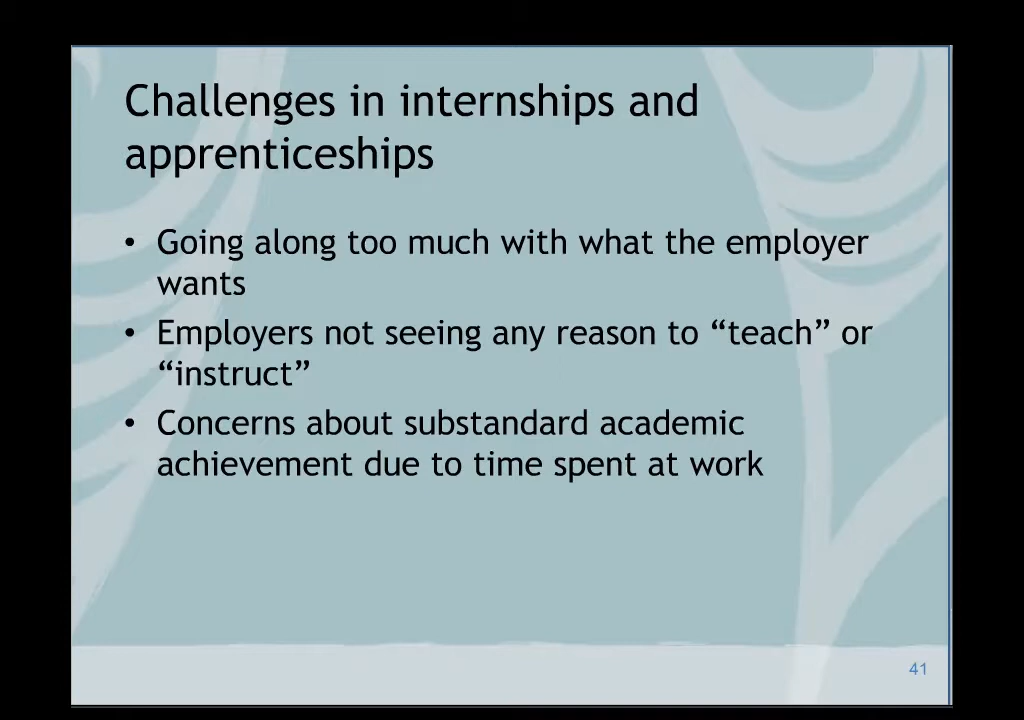 Challenges in internships and
apprenticeships
• Going along too much with what the employer
wants
• Employers not seeing any reason to “teach” or
“instruct”
• Concerns about substandard academic
achievement due to time spent at work
41